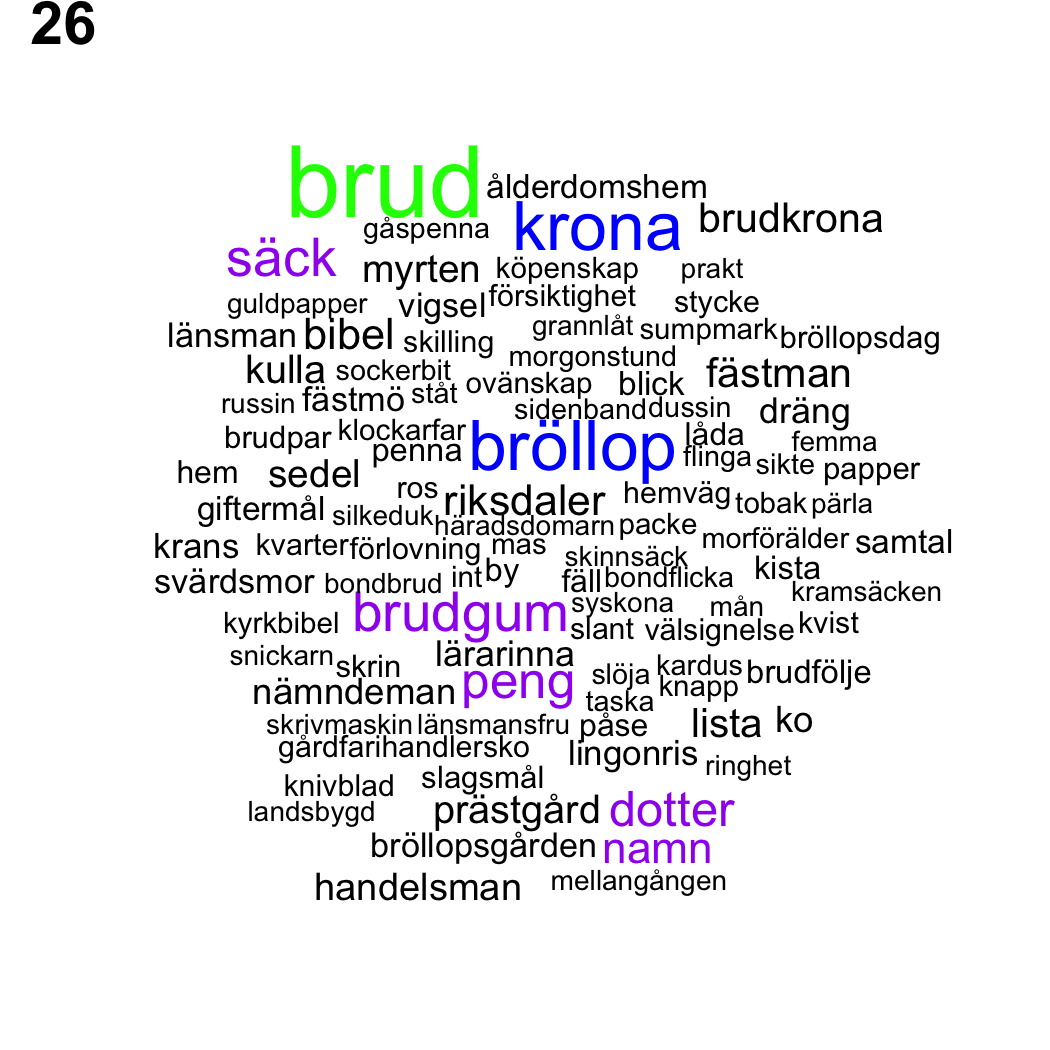 26
brud ålderdomshem
gåspenna krona brudkrona
säck myrten köpenskap prakt
guldpapper vigsel försiktighet stycke
länsman bibel skilling grannlåt sumpmark bröllopsdag
kulla sockerbit morgonstund fästman
russin fästmö ståt ovänskap blick
sidenband dussin dräng
brudpar klockarfar penna bröllop låda femma
hem sedel flinga sikte papper
giftermål ros riksdaler hemväg tobak pärla
silkeduk häradsdomarn packe
krans kvarter förlovning mas skinnsäck morförälder samtal
svärdsmor bondbrud int by fäll bondflicka kista
brudgum syskona mån kramsäcken
kyrkbibel slant välsignelse kvist
snickarn skrin lärarinna slöja kardus brudfölje
nämndeman peng taska knapp
skrivmaskin länsmansfru påse lista ko
gårdfarihandlersko lingonris ringhet
knivblad slagsmål
landsbygd prästgård dotter
bröllopsgården namn
handelsman mellangången